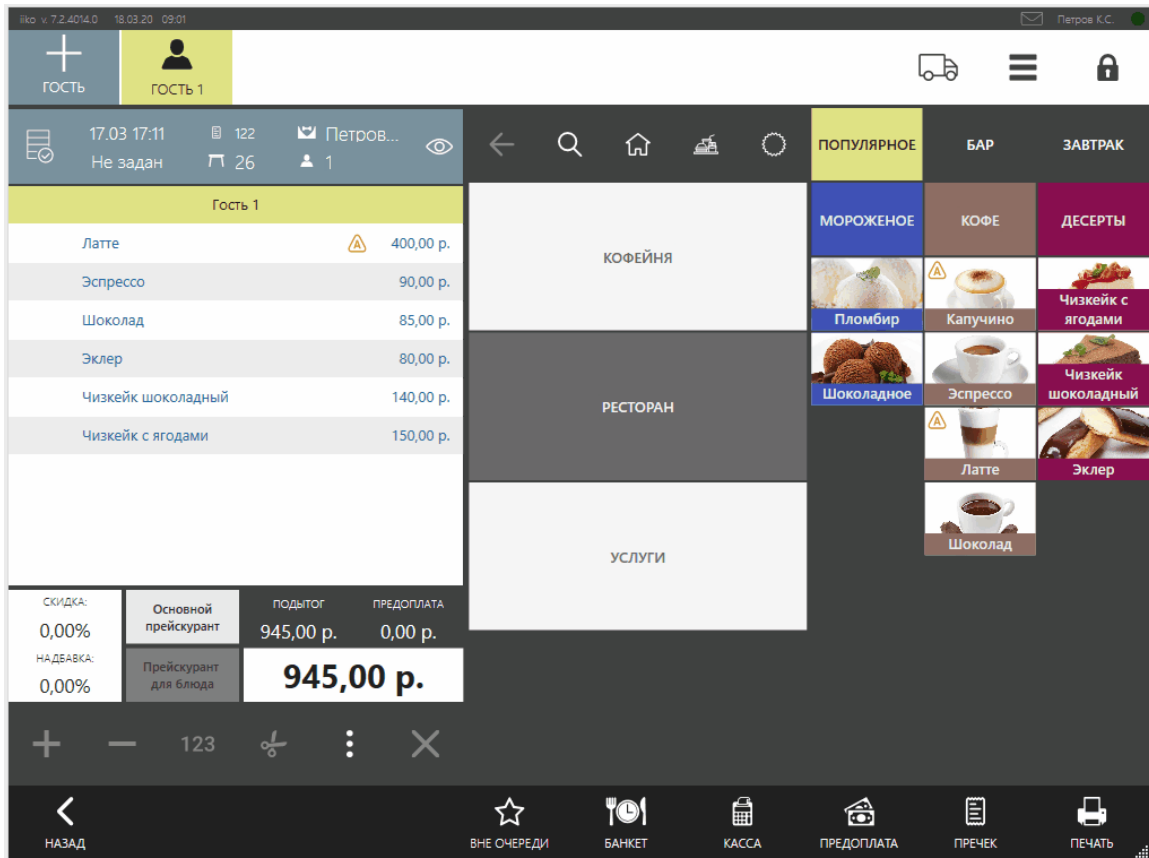 iiko v. 7.2.4014.0 18.03.20 09:01 Петров К.С.
ГОСТЬ
ГОСТЬ 1
17.03 17:11 122 Петров...
Не задан 26 1
Гость 1
Латте 400,00 р.
Эспрессо 90,00 р.
Шоколад 85,00 р.
Эклер 80,00 р.
Чизкейк шоколадный 140,00 р.
Чизкейк с ягодами 150,00 р.
СКИДКА:
0,00%
НАДБАВКА:
0,00%
Основной
прейскурант
Прейскурант
для блюда
ПОДЫТОГ ПРЕДОПЛАТА
945,00 р. 0,00 р.
945,00 р.
123
КОФЕЙНЯ
РЕСТОРАН
УСЛУГИ
ПОПУЛЯРНОЕ БАР ЗАВТРАК
МОРОЖЕНОЕ КОФЕ ДЕСЕРТЫ
Пломбир
Капучино
Чизкейк с
ягодами
Шоколадное
Эспрессо
Чизкейк
шоколадный
Латте
Эклер
Шоколад
НАЗАД ВНЕ ОЧЕРЕДИ БАНКЕТ КАССА ПРЕДОПЛАТА ПРЕЧЕК ПЕЧАТЬ